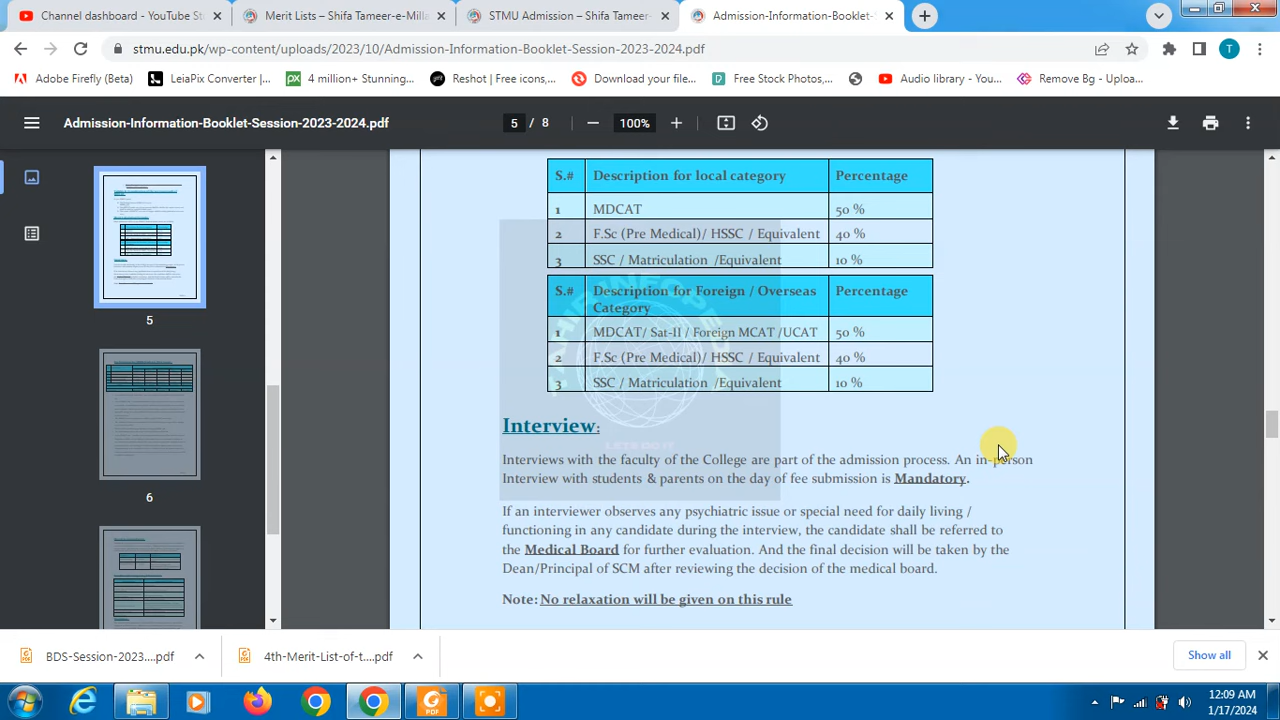 Channel dashboard - YouTube St
Merit Lists – Shifa Tameer-e-Milla
STMU Admission – Shifa Tameer-
Admission-Information-Booklet-S
stmu.edu.pk/wp-content/uploads/2023/10/Admission-Information-Booklet-Session-2023-2024.pdf
T
Adobe Firefly (Beta)
LeiaPix Converter |...
4 million+ Stunning...
Reshot | Free icons,...
Download your file...
Free Stock Photos,...
Audio library - You...
Remove Bg - Uploa...
Admission-Information-Booklet-Session-2023-2024.pdf
5 / 8
100%
S.# Description for local category Percentage
1 MDCAT 50 %
2 F.Sc (Pre Medical)/ HSSC / Equivalent 40 %
3 SSC / Matriculation /Equivalent 10 %
S.# Description for Foreign / Overseas Category Percentage
1 MDCAT/ Sat-II / Foreign MCAT /UCAT 50 %
2 F.Sc (Pre Medical)/ HSSC / Equivalent 40 %
3 SSC / Matriculation /Equivalent 10 %
Interview:
Interviews with the faculty of the College are part of the admission process. An in-person
Interview with students & parents on the day of fee submission is Mandatory.
If an interviewer observes any psychiatric issue or special need for daily living /
functioning in any candidate during the interview, the candidate shall be referred to
the Medical Board for further evaluation. And the final decision will be taken by the
Dean/Principal of SCM after reviewing the decision of the medical board.
Note: No relaxation will be given on this rule
5
6
BDS-Session-2023....pdf
4th-Merit-List-of-t....pdf
Show all
12:09 AM
1/17/2024